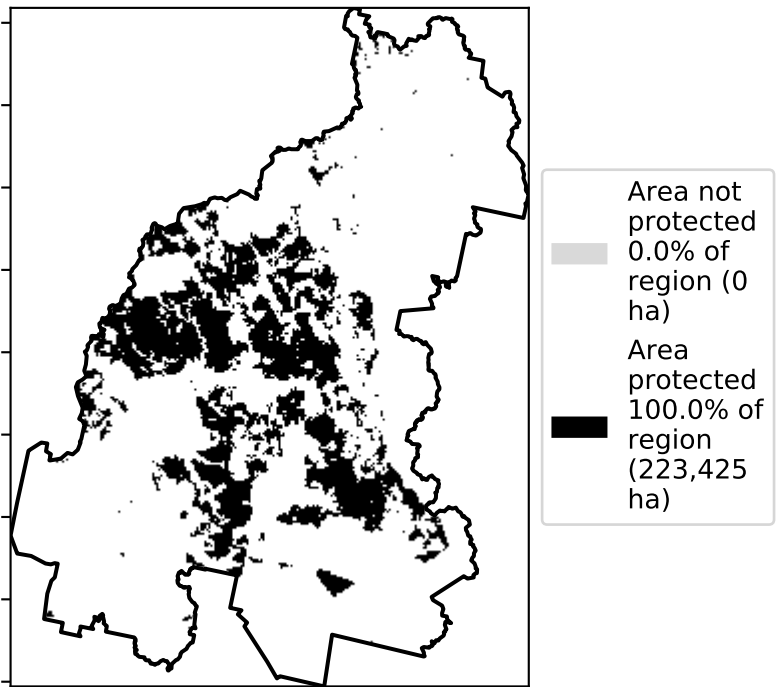 Area not
protected
0.0% of
region (0
ha)
Area
protected
100.0% of
region
(223,425
ha)